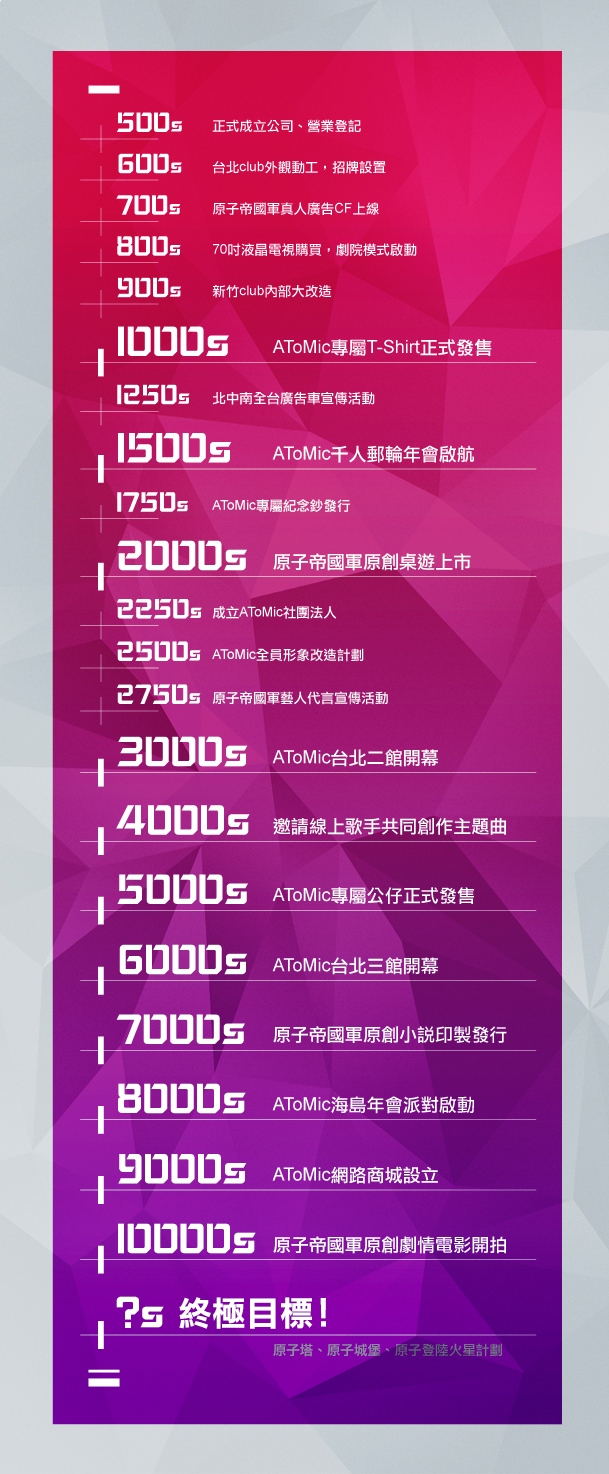 500s 正式成立公司、營業登記
600s 台北club外觀動工，招牌設置
700s 原子帝國軍真人廣告CF上線
800s 70吋液晶電視購買，劇院模式啟動
900s 新竹club內部大改造
1000s AToMic專屬T-Shirt正式發售
1250s 北中南全台廣告車宣傳活動
1500s AToMic千人郵輪年會啟航
1750s AToMic專屬紀念鈔發行
2000s 原子帝國軍原創桌遊上市
2250s 成立AToMic社團法人
2500s AToMic全員形象改造計劃
2750s 原子帝國軍藝人代言宣傳活動
3000s AToMic台北二館開幕
4000s 邀請線上歌手共同創作主題曲
5000s AToMic專屬公仔正式發售
6000s AToMic台北三館開幕
7000s 原子帝國軍原創小說印製發行
8000s AToMic海島年會派對啟動
9000s AToMic網路商城設立
10000s 原子帝國軍原創劇情電影開拍
?s 終極目標！
原子塔、原子城堡、原子登陸火星計劃